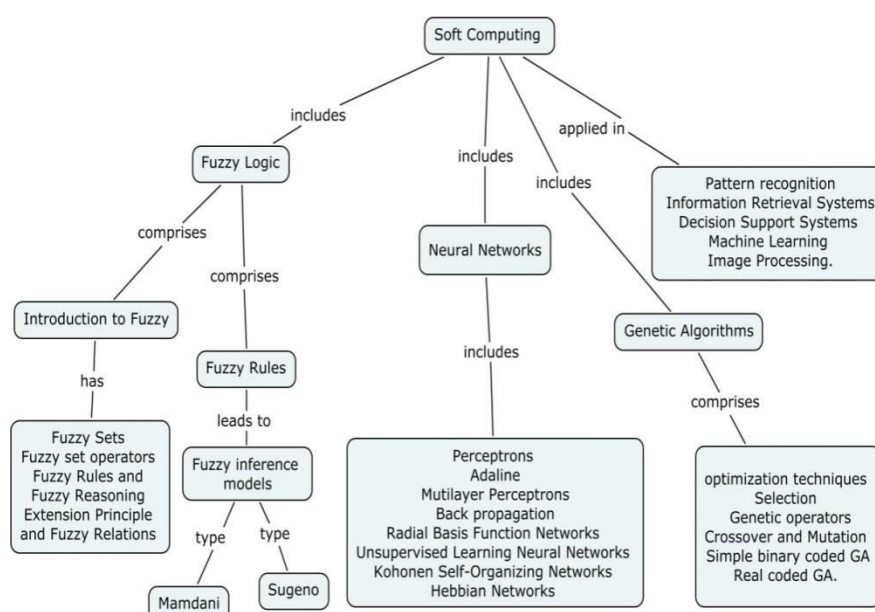 Soft Computing
includes
applied in
Fuzzy Logic
includes
includes
Pattern recognition
Information Retrieval Systems
Decision Support Systems
Machine Learning
Image Processing.
comprises
Neural Networks
comprises
Introduction to Fuzzy
Genetic Algorithms
includes
Fuzzy Rules
has
comprises
leads to
Fuzzy Sets
Fuzzy set operators
Fuzzy Rules and
Fuzzy Reasoning
Extension Principle
and Fuzzy Relations
Fuzzy inference
models
Perceptrons
Adaline
Mutilayer Perceptrons
Back propagation
Radial Basis Function Networks
Unsupervised Learning Neural Networks
Kohonen Self-Organizing Networks
Hebbian Networks
optimization techniques
Selection
Genetic operators
Crossover and Mutation
Simple binary coded GA
Real coded GA.
type
type
Mamdani
Sugeno